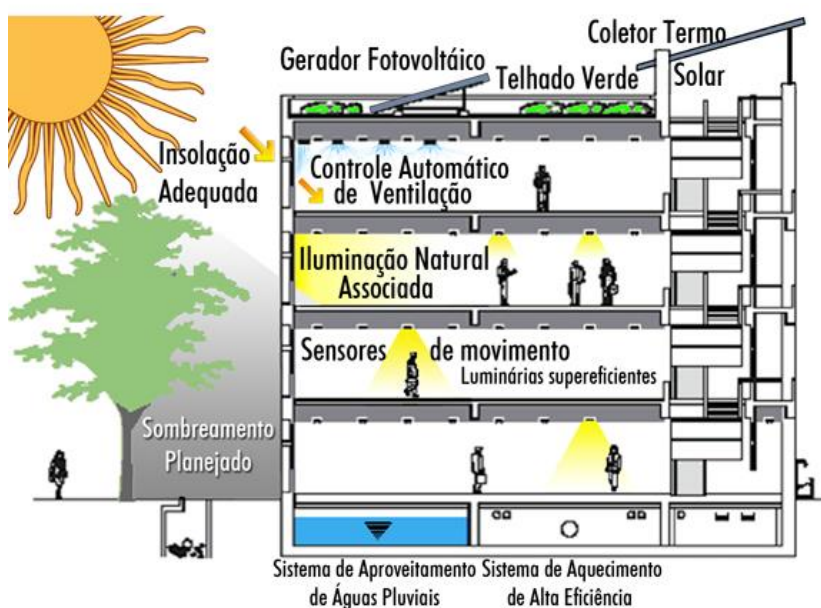 Coletor Termo
Solar
Gerador Fotovoltáico
Telhado Verde
Insolação
Adequada
Controle Automático
de Ventilação
Iluminação Natural
Associada
Sensores de movimento
Luminárias supereficientes
Sombreamento
Planejado
Sistema de Aproveitamento
de Águas Pluviais
Sistema de Aquecimento
de Alta Eficiência